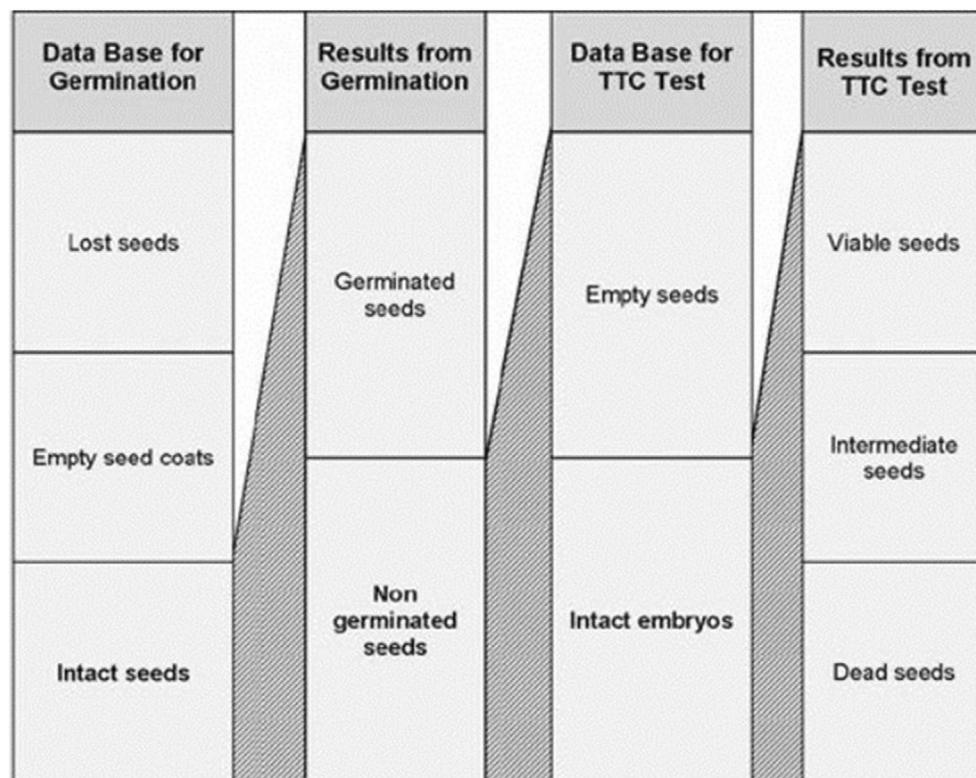 Data Base for
Germination
Results from
Germination
Data Base for
TTC Test
Results from
TTC Test
Lost seeds
Empty seed coats
Intact seeds
Germinated
seeds
Non
germinated
seeds
Empty seeds
Intact embryos
Viable seeds
Intermediate
seeds
Dead seeds